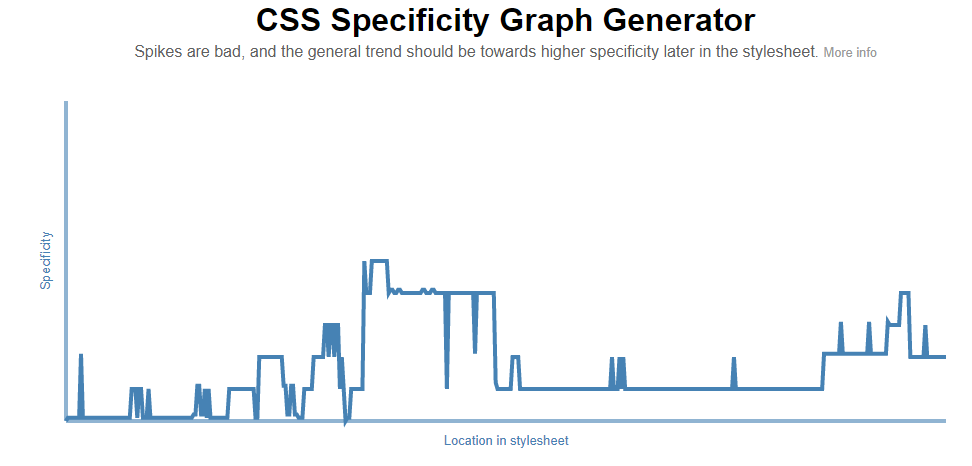 CSS Specificity Graph Generator
Spikes are bad, and the general trend should be towards higher specificity later in the stylesheet. More info
Specificity
Location in stylesheet